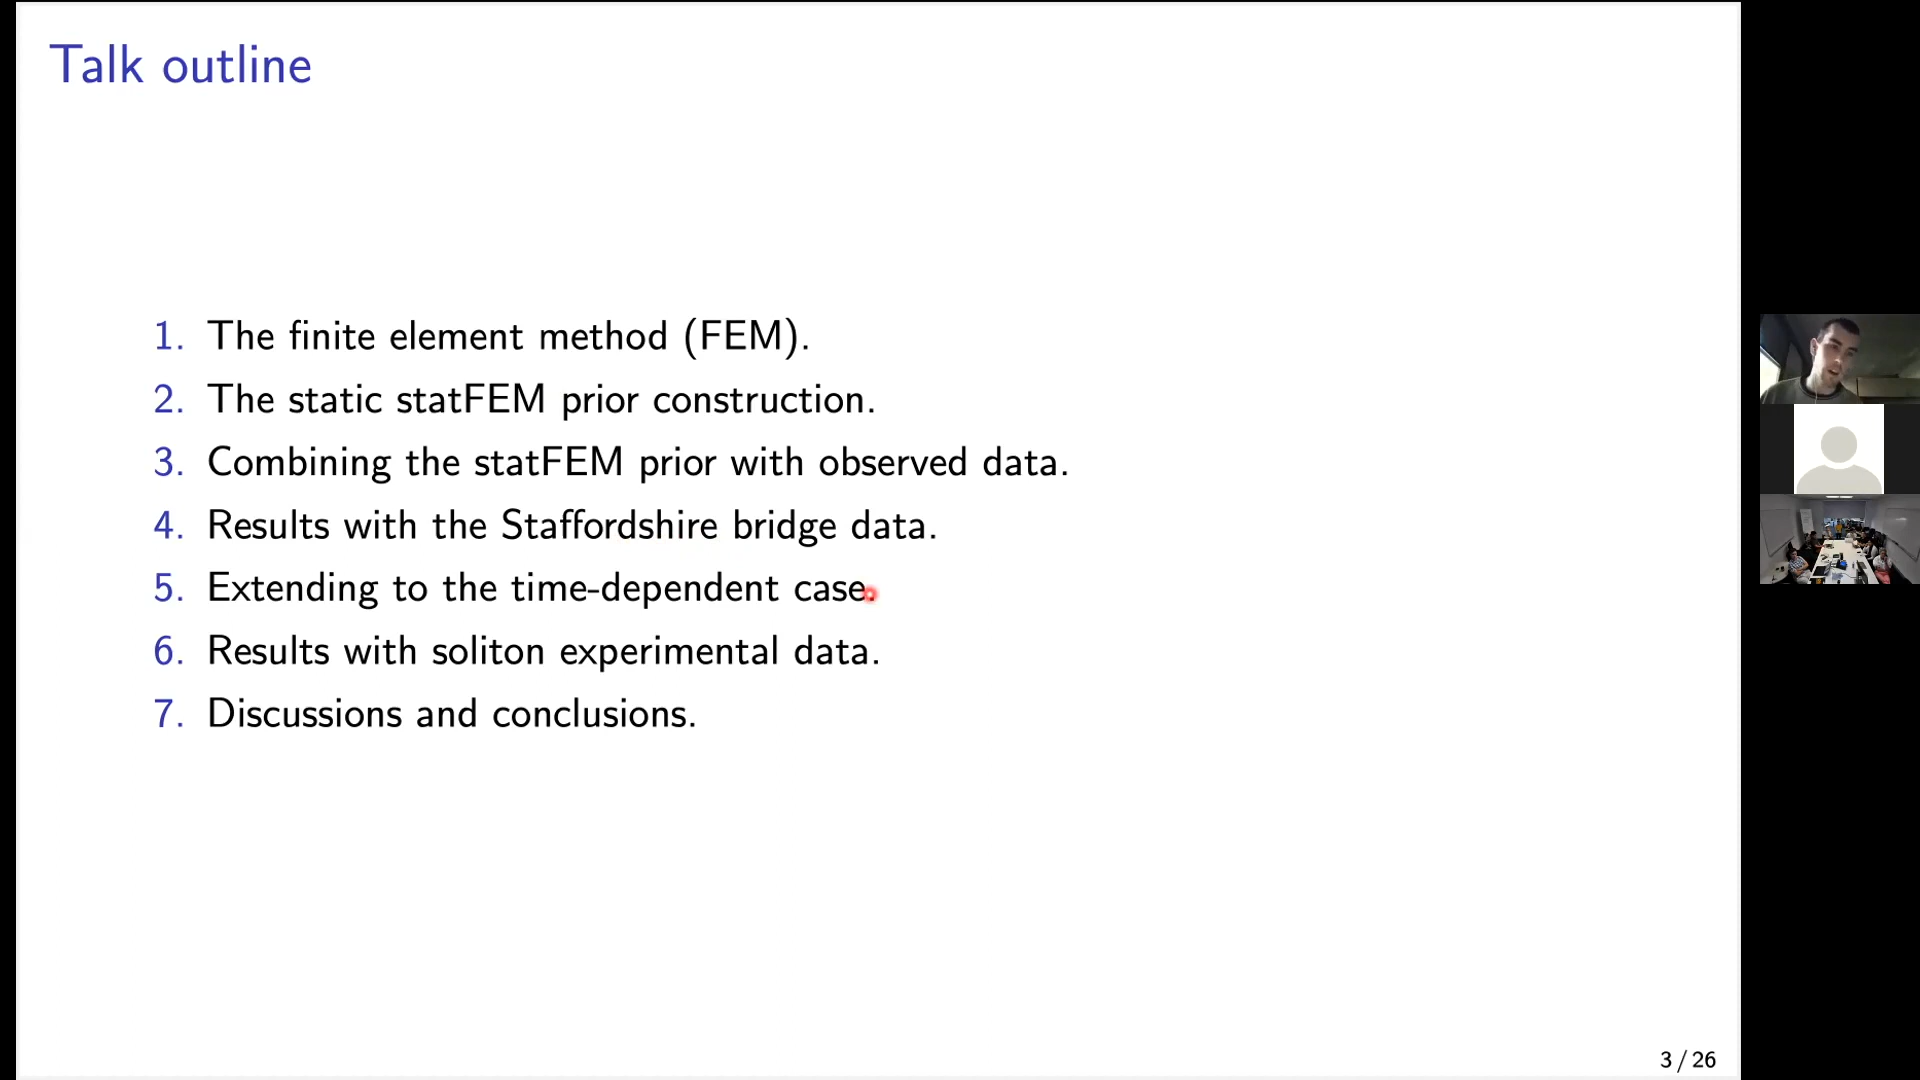 Talk outline
1. The finite element method (FEM).
2. The static statFEM prior construction.
3. Combining the statFEM prior with observed data.
4. Results with the Staffordshire bridge data.
5. Extending to the time-dependent case.
6. Results with soliton experimental data.
7. Discussions and conclusions.
3 / 26